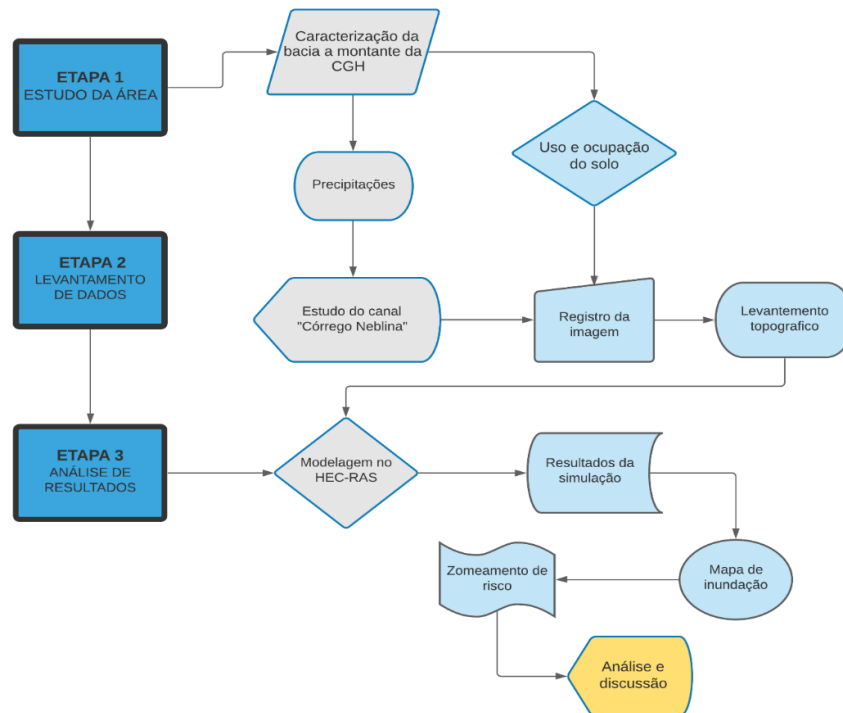 ETAPA 1
ESTUDO DA ÁREA
Caracterização da
bacia a montante da
CGH
Uso e ocupação
do solo
Precipitações
ETAPA 2
LEVANTAMENTO
DE DADOS
Estudo do canal
"Córrego Neblina"
Registro da
imagem
Levantemento
topografico
ETAPA 3
ANÁLISE DE
RESULTADOS
Modelagem no
HEC-RAS
Resultados da
simulação
Mapa de
inundação
Zomeamento de
risco
Análise e
discussão